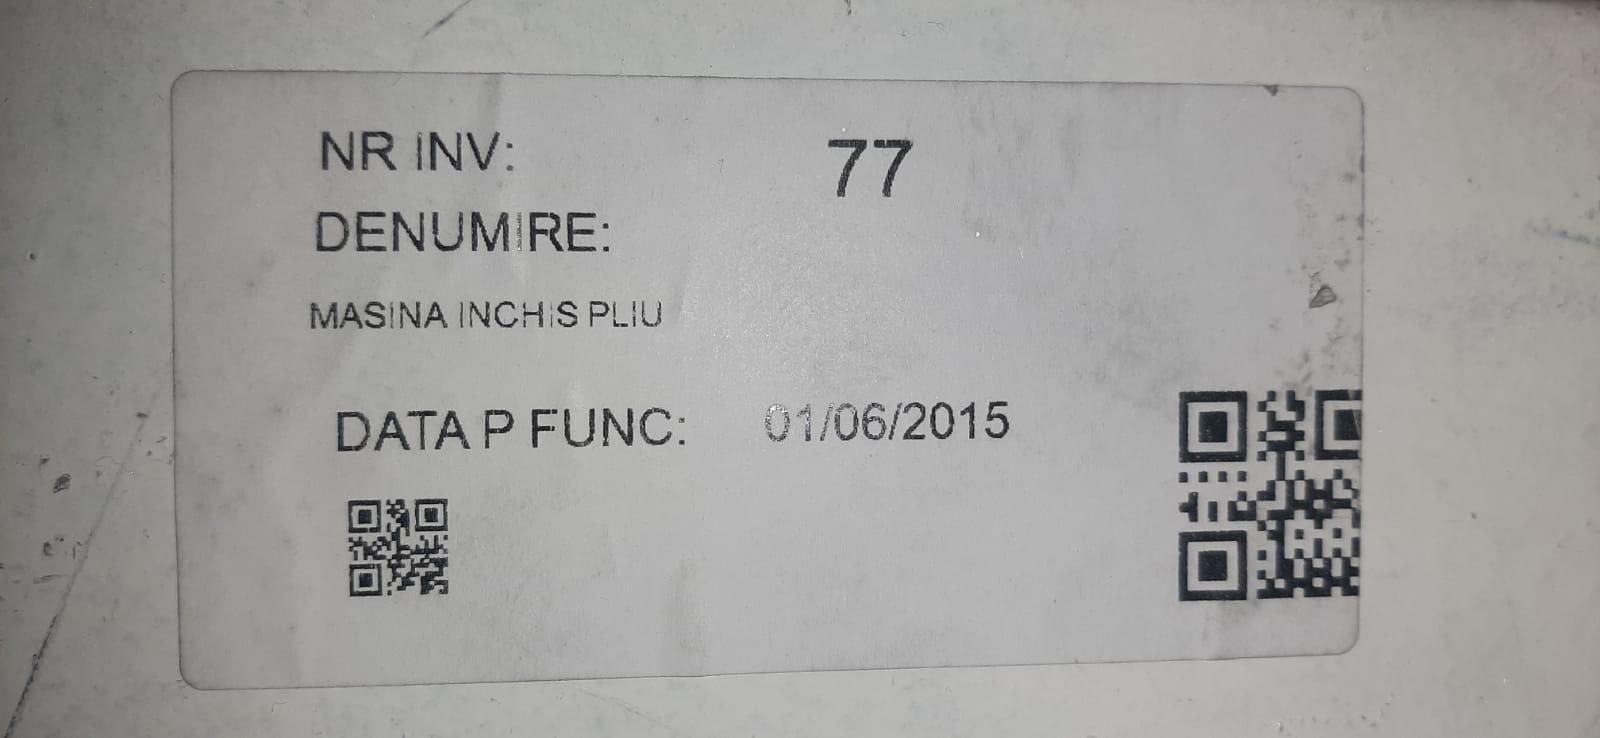 NR INV: 77
DENUMIRE:
MASINA INCHIS PLIU
DATA P FUNC: 01/06/2015